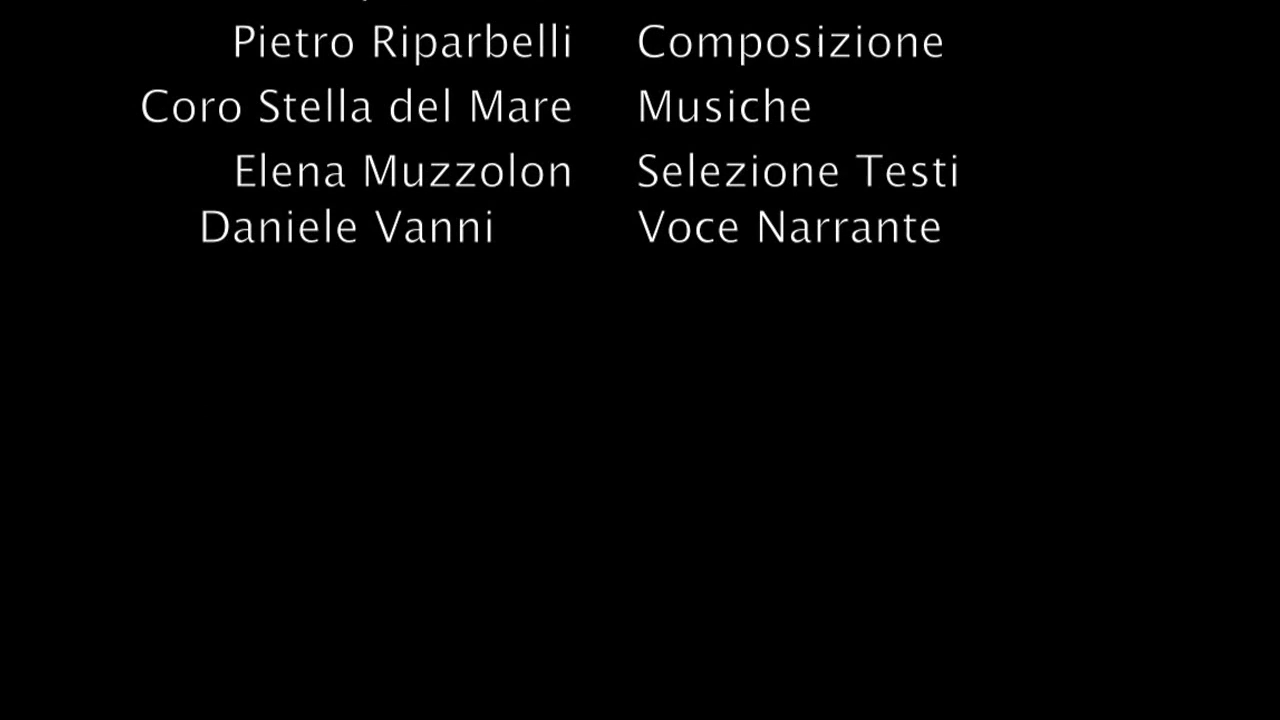 Pietro Riparbelli Composizione
Coro Stella del Mare Musiche
Elena Muzzolon Selezione Testi
Daniele Vanni Voce Narrante